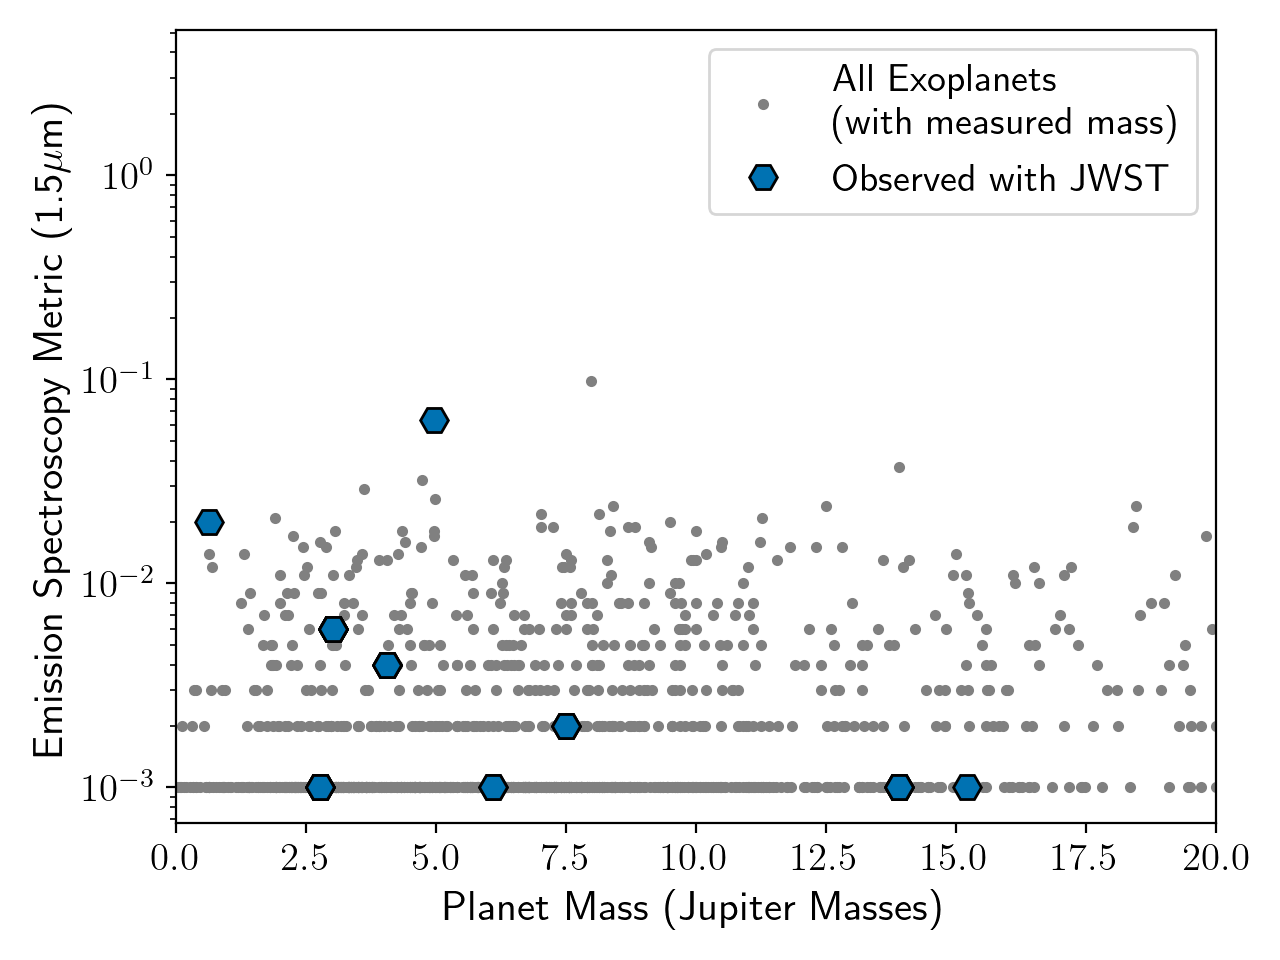 All Exoplanets
(with measured mass)
Observed with JWST
Emission Spectroscopy Metric (1.5μm)
10⁰
10⁻¹
10⁻²
10⁻³
0.0 2.5 5.0 7.5 10.0 12.5 15.0 17.5 20.0
Planet Mass (Jupiter Masses)